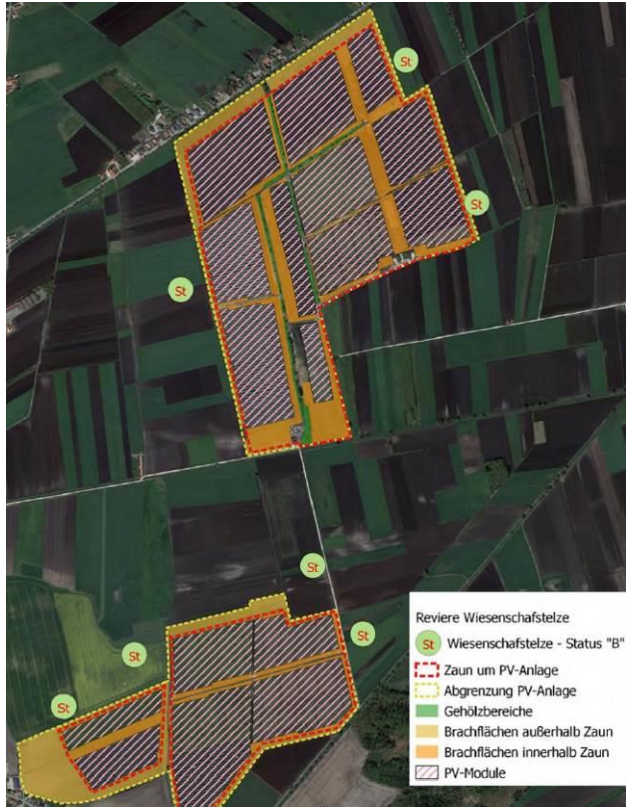 St
St
St
St
St
St
St
Reviere Wiesenschafstelze
St Wiesenschafstelze - Status "B"
Zaun um PV-Anlage
Abgrenzung PV-Anlage
Gehölzbereiche
Brachflächen außerhalb Zaun
Brachflächen innerhalb Zaun
PV-Module